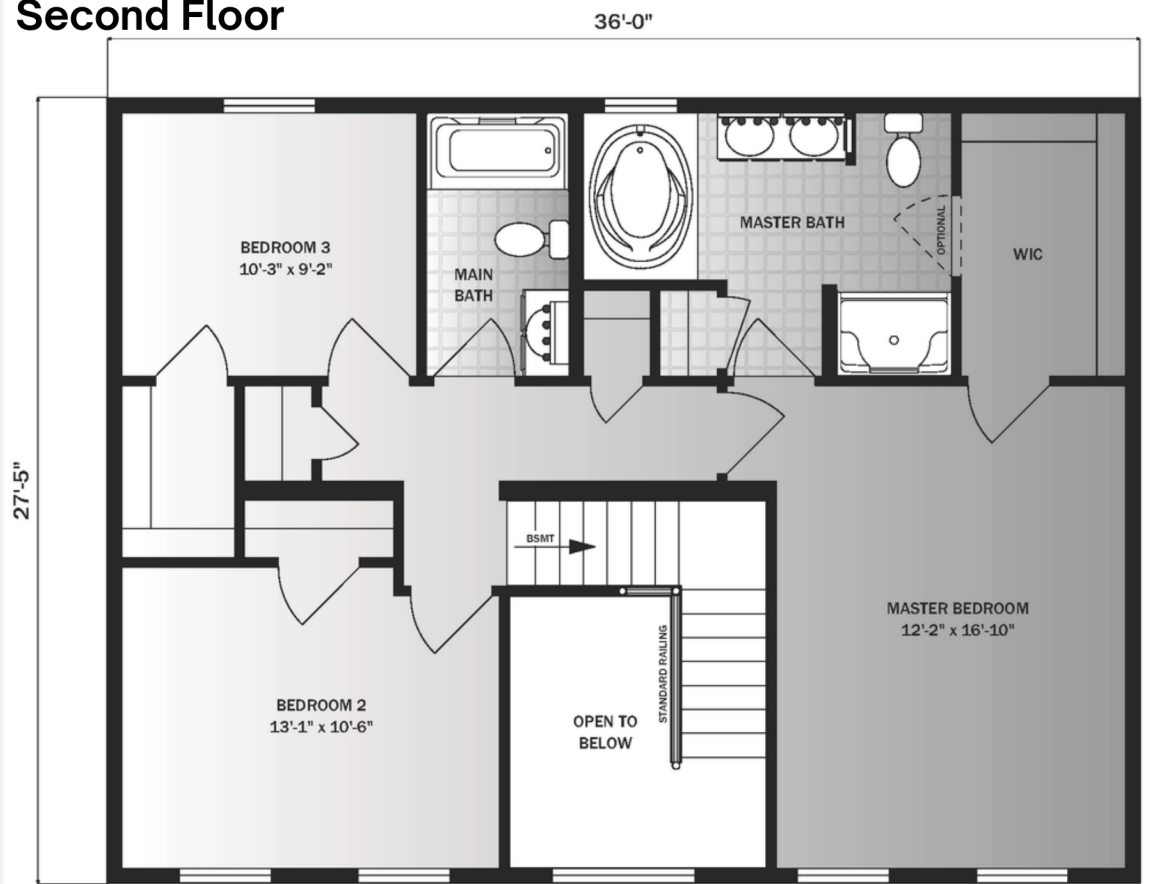 Second Floor
36'-0"
27'-5"
BEDROOM 3
10'-3" x 9'-2"
MAIN
BATH
MASTER BATH
OPTIONAL
WIC
BSMT
MASTER BEDROOM
12'-2" x 16'-10"
BEDROOM 2
13'-1" x 10'-6"
OPEN TO
BELOW
STANDARD RAILING